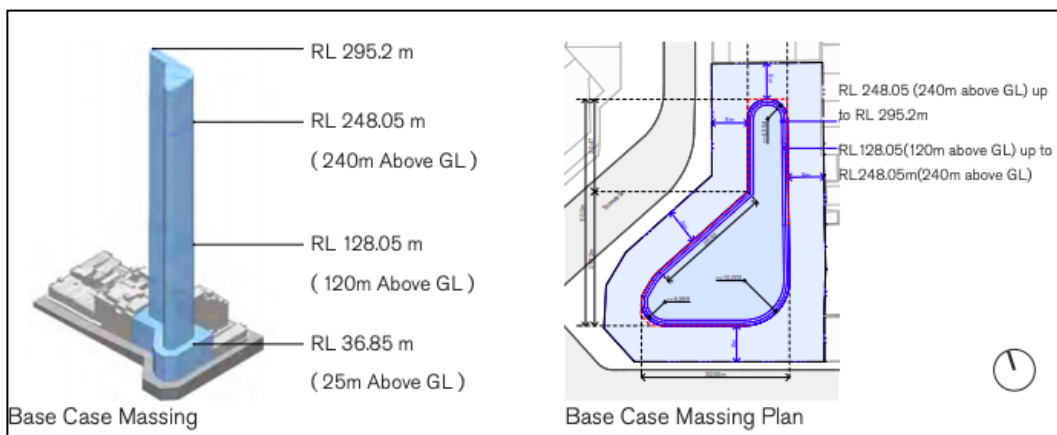 RL 295.2 m
RL 248.05 m
( 240m Above GL )
RL 128.05 m
( 120m Above GL )
RL 36.85 m
( 25m Above GL )
Base Case Massing
RL 248.05 (240m above GL) up
to RL 295.2m
RL128.05(120m above GL) up to
RL248.05m(240m above GL)
Base Case Massing Plan